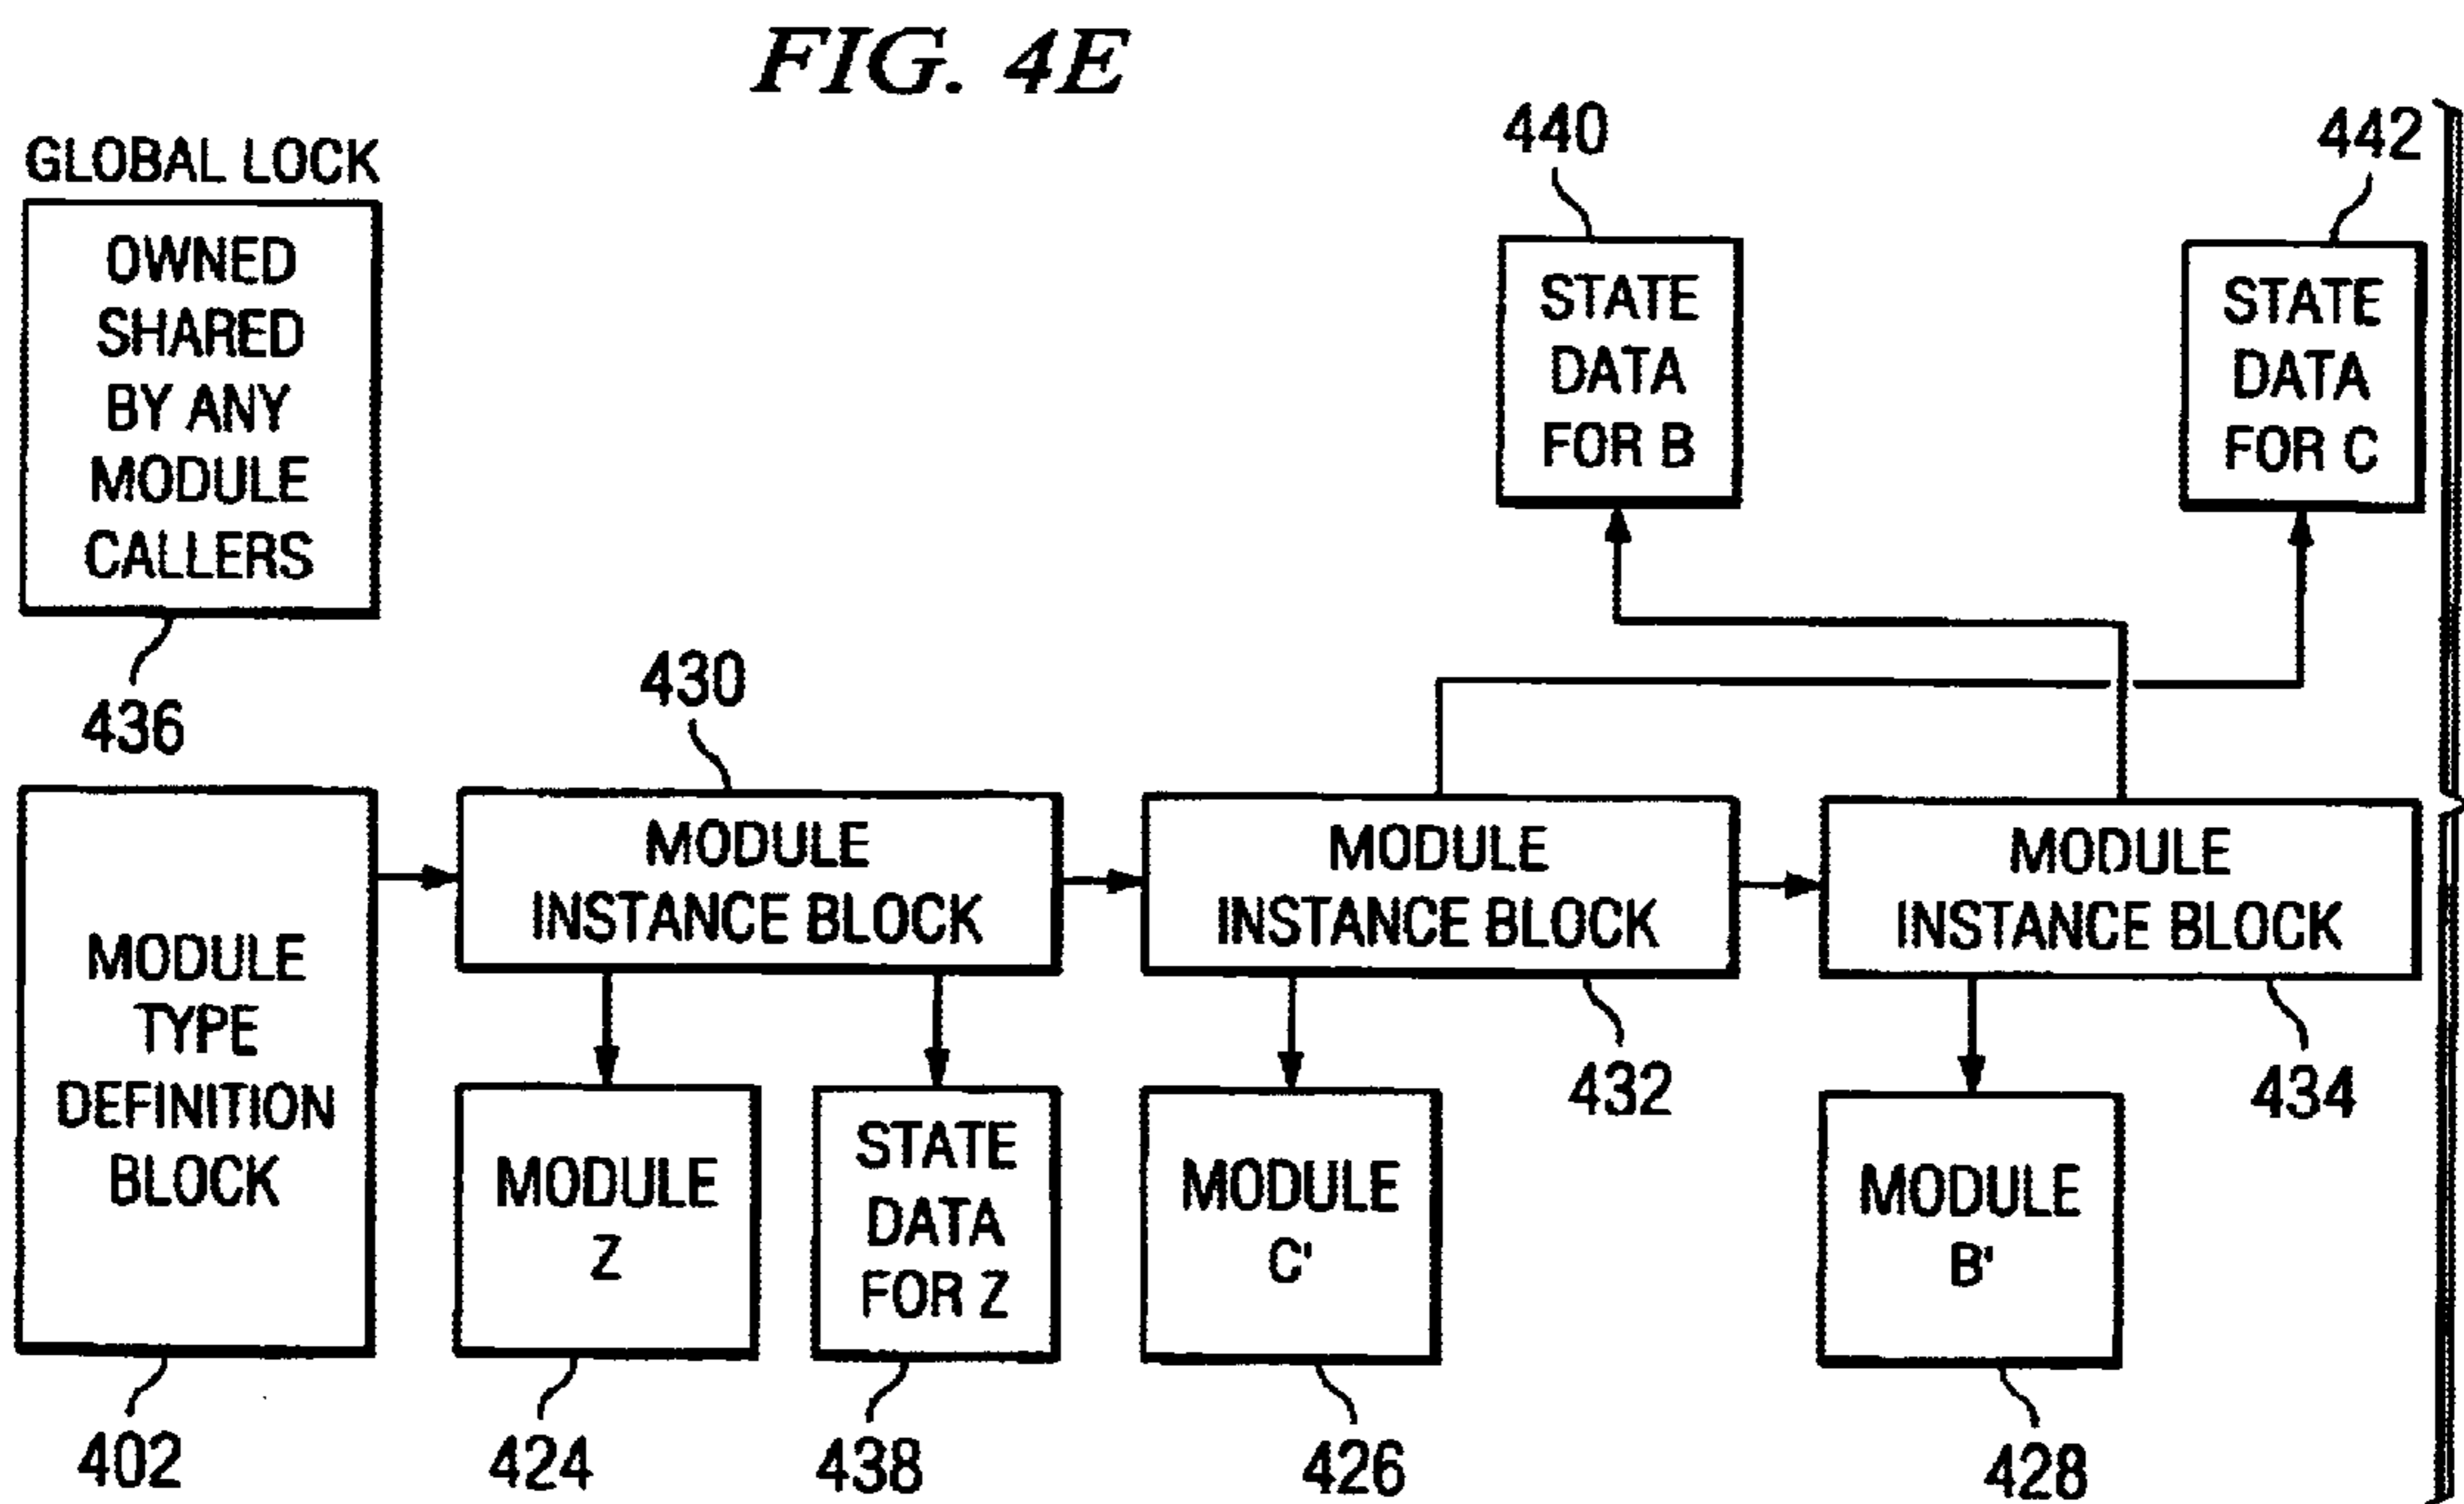 FIG. 4E
GLOBAL LOCK
OWNED
SHARED
BY ANY
MODULE
CALLERS
436
440
STATE
DATA
FOR B
442
STATE
DATA
FOR C
MODULE
TYPE
DEFINITION
BLOCK
402
430
MODULE
INSTANCE BLOCK
MODULE
INSTANCE BLOCK
432
MODULE
INSTANCE BLOCK
434
MODULE
Z
424
STATE
DATA
FOR Z
438
MODULE
C'
426
MODULE
B'
428